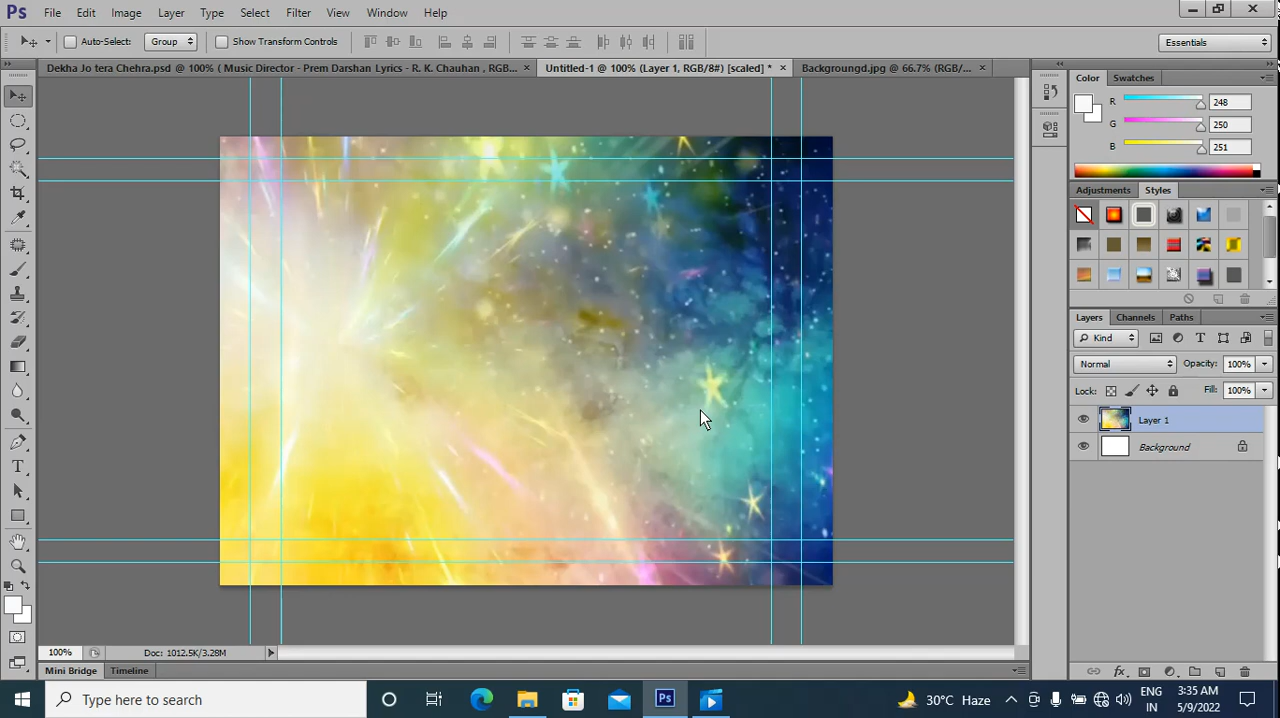 Ps File Edit Image Layer Type Select Filter 3D View Window Help
Auto-Select: Group Show Transform Controls Essentials
Dekha Jo tera Chehra.psd @ 100% ( Music Director - Prem Darshan Lyrics - R. K. Chauhan , RGB... × Untitled-1 @ 100% (Layer 1, RGB/8#) [scaled] * × Backgroungd.jpg @ 66.7% (RGB/... ×
Color Swatches
R 248
G 250
B 251
Adjustments Styles
Layers Channels Paths
Kind
Normal Opacity: 100%
Lock: Fill: 100%
Layer 1
Background
100% Doc: 1012.5K/3.28M
Mini Bridge Timeline
Type here to search
Ps
30°C Haze
ENG
IN
3:35 AM
5/9/2022